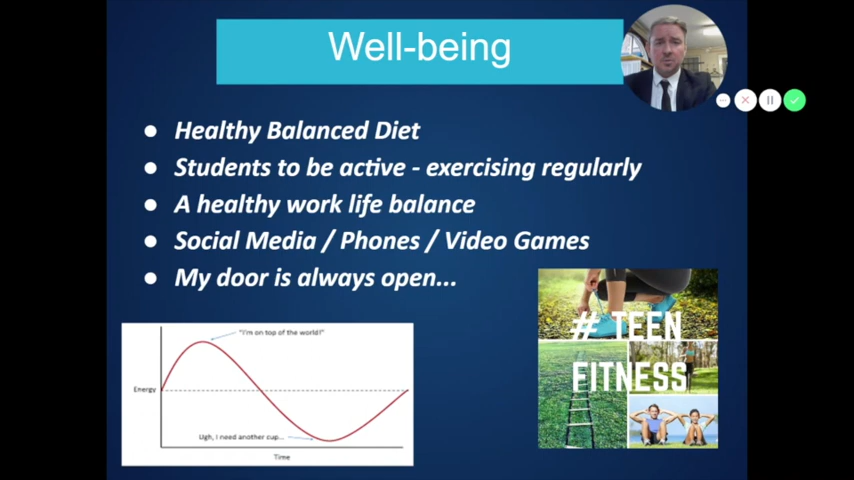 Well-being
Healthy Balanced Diet
Students to be active - exercising regularly
A healthy work life balance
Social Media / Phones / Video Games
My door is always open...
"I'm on top of the world!"
Energy
Ugh, I need another cup...
Time
# TEEN
FITNESS